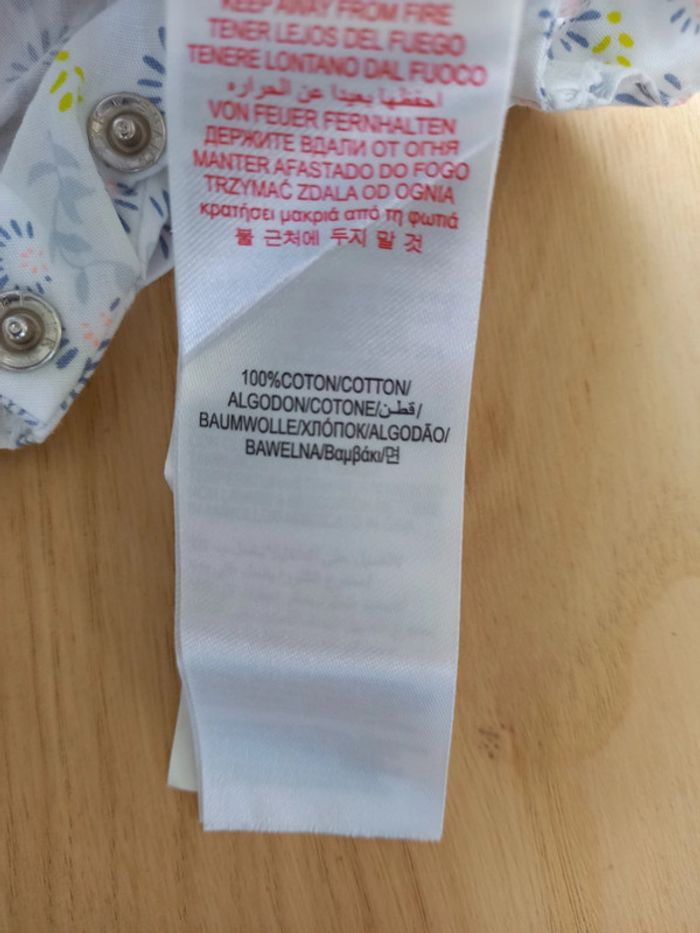 KEEP AWAY FROM FIRE
TENER LEJOS DEL FUEGO
TENERE LONTANO DAL FUOCO
احفظها بعيدا عن الحراره
VON FEUER FERNHALTEN
ДЕРЖИТЕ ВДАЛИ ОТ ОГНЯ
MANTER AFASTADO DO FOGO
TRZYMAĆ ZDALA OD OGNIA
κρατήσει μακριά από τη φωτιά
불 근처에 두지 말 것
100%COTON/COTTON/
ALGODON/COTONE/قطن/
BAUMWOLLE/ХЛÓПОК/ALGODÃO/
BAWELNA/Βαμβάκι/면